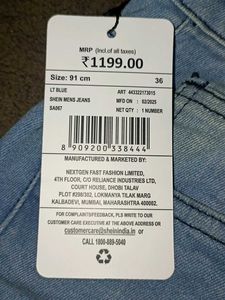 MRP (Incl.of all taxes)
₹1199.00
Size: 91 cm 36
LT BLUE ART 443322173015
SHEIN MENS JEANS MFD ON : 02/2025
SA067 NET QTY : 1 NUMBER
8 909200 338444
MANUFACTURED & MARKETED BY:
NEXTGEN FAST FASHION LIMITED,
4TH FLOOR, C/O RELIANCE INDUSTRIES LTD,
COURT HOUSE, DHOBI TALAV
PLOT #298/302, LOKMANYA TILAK MARG
KALBADEVI, MUMBAI, MAHARASHTRA 400002.
FOR COMPLAINTS/FEEDBACK, PLS WRITE TO OUR
CUSTOMER CARE EXECUTIVE AT THE ABOVE ADDRESS OR
customercare@sheinindia.in or
CALL 1800-889-5040